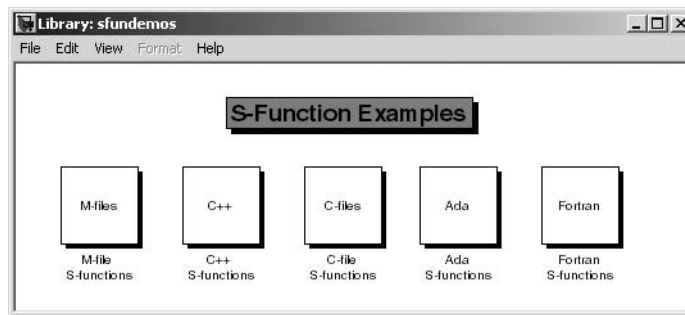 Library: sfundemos
File Edit View Format Help
S-Function Examples
M-files C++ C-files Ada Fortran
M-file C++ C-file Ada Fortran
S-functions S-functions S-functions S-functions S-functions